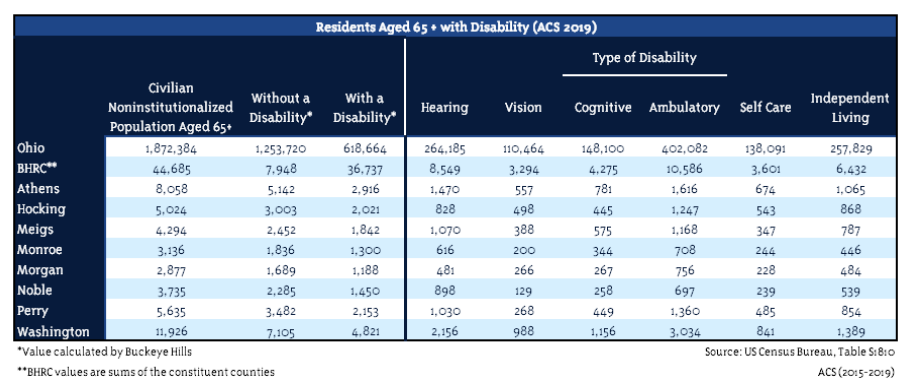 Residents Aged 65 + with Disability (ACS 2019)
Type of Disability
Civilian Noninstitutionalized Population Aged 65+ Without a Disability* With a Disability* Hearing Vision Cognitive Ambulatory Self Care Independent Living
Ohio 1,872,384 1,253,720 618,664 264,185 110,464 148,100 402,082 138,091 257,829
BHRC** 44,685 7,948 36,737 8,549 3,294 4,275 10,586 3,601 6,432
Athens 8,058 5,142 2,916 1,470 557 781 1,616 674 1,065
Hocking 5,024 3,003 2,021 828 498 445 1,247 543 868
Meigs 4,294 2,452 1,842 1,070 388 575 1,168 347 787
Monroe 3,136 1,836 1,300 616 200 344 708 244 446
Morgan 2,877 1,689 1,188 481 266 267 756 228 484
Noble 3,735 2,285 1,450 898 129 258 697 239 539
Perry 5,635 3,482 2,153 1,030 268 449 1,360 485 854
Washington 11,926 7,105 4,821 2,156 988 1,156 3,034 841 1,389
*Value calculated by Buckeye Hills Source: US Census Bureau, Table S1810
**BHRC values are sums of the constituent counties ACS (2015-2019)